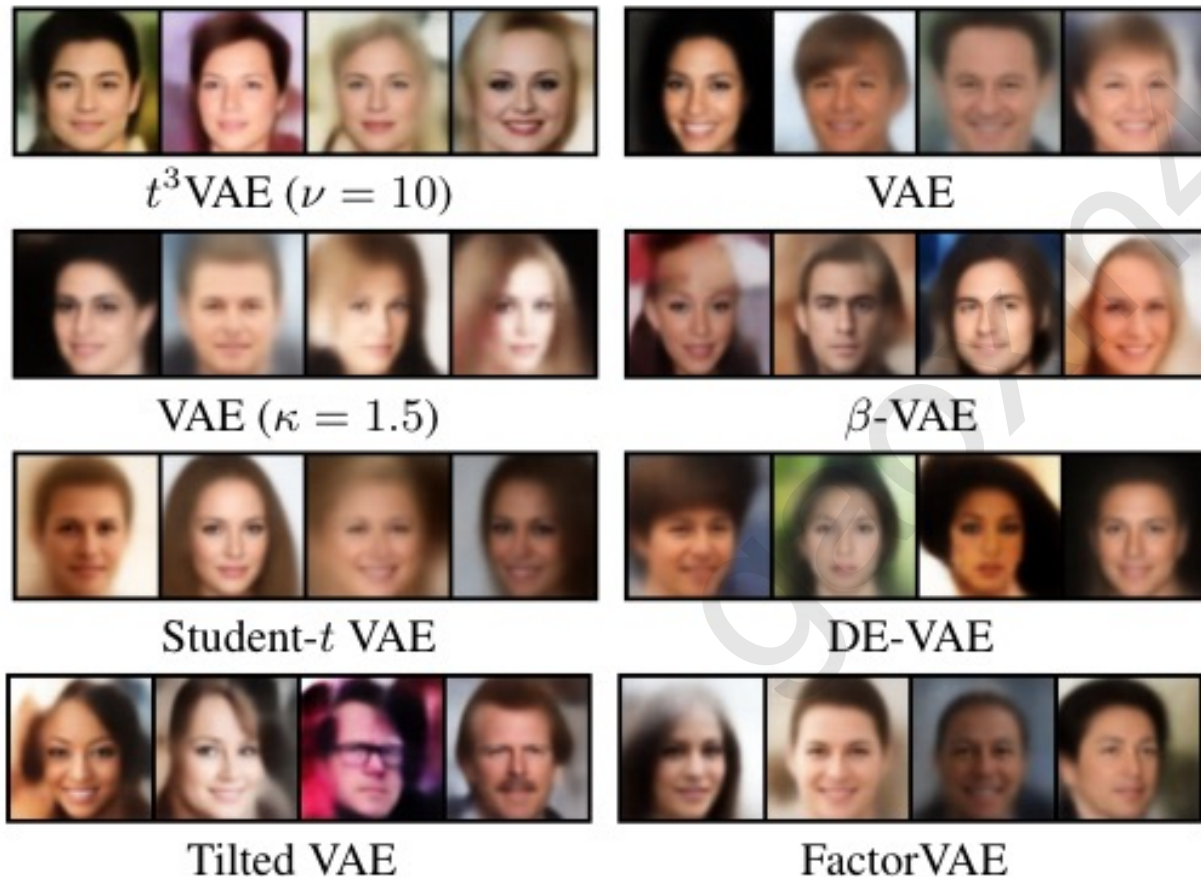 t³VAE (ν = 10)
VAE
VAE (κ = 1.5)
β-VAE
Student-t VAE
DE-VAE
Tilted VAE
FactorVAE